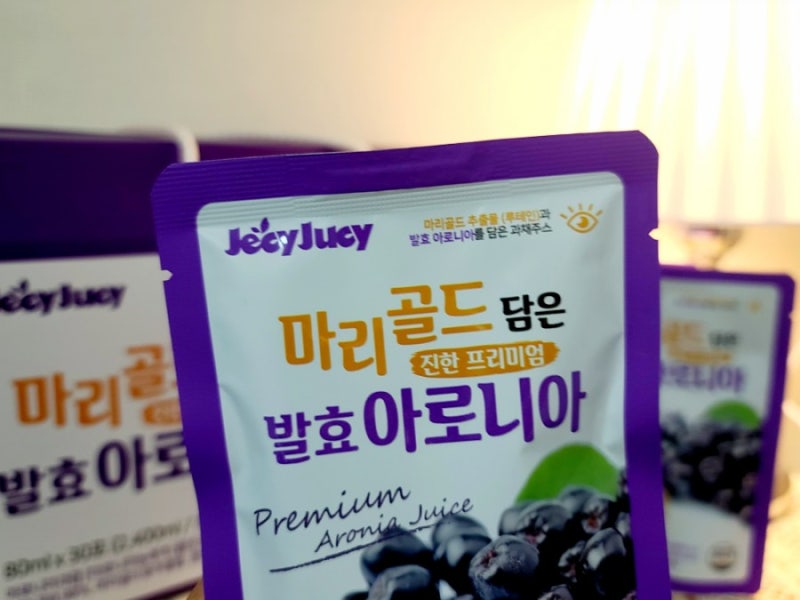 JecyJucy
마리골드 추출물 (루테인)과
발효 아로니아를 담은 과채주스
마리골드 담은
진한 프리미엄
발효 아로니아
Premium
Aronia Juice
JecyJucy
마리골드
발효 아로
80ml x 30포 (2,400ml
골드 담은
로니아